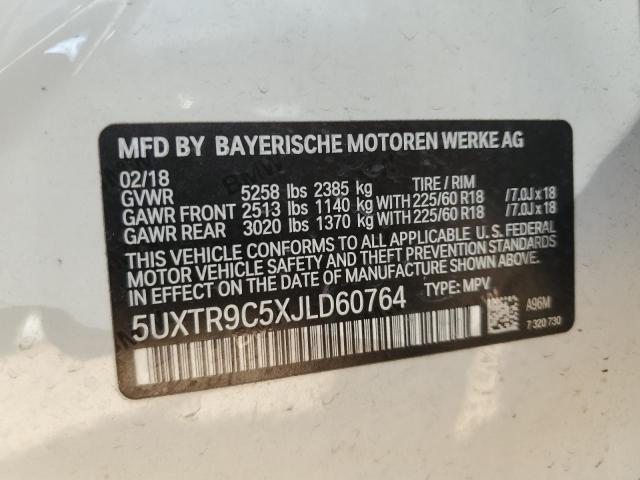 MFD BY BAYERISCHE MOTOREN WERKE AG
02/18 TIRE / RIM
GVWR 5258 lbs 2385 kg
GAWR FRONT 2513 lbs 1140 kg WITH 225/60 R18 /7.0J x 18
GAWR REAR 3020 lbs 1370 kg WITH 225/60 R18 /7.0J x 18
THIS VEHICLE CONFORMS TO ALL APPLICABLE U.S. FEDERAL
MOTOR VEHICLE SAFETY AND THEFT PREVENTION STANDARDS
IN EFFECT ON THE DATE OF MANUFACTURE SHOWN ABOVE.
5UXTR9C5XJLD60764 TYPE: MPV
A96M
7 320 730